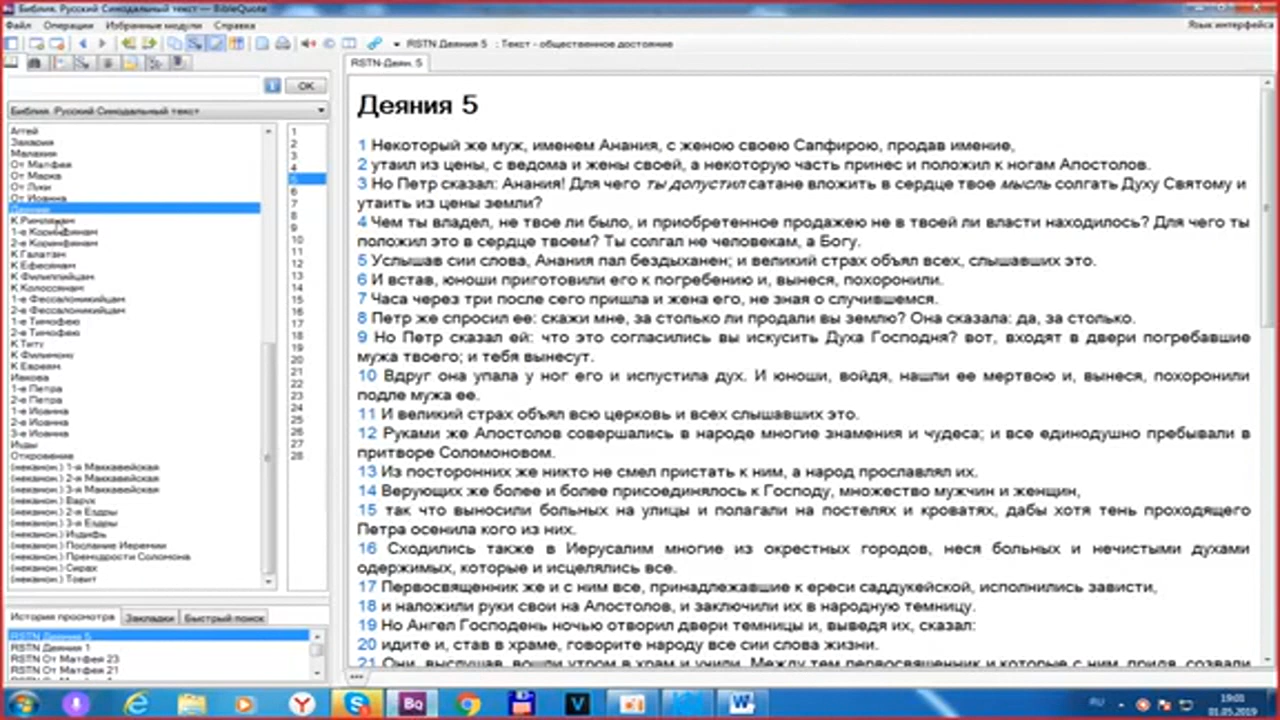 Библия. Русский Синодальный текст — BibleQuote
Файл Операции Избранные модули Справка
Язык интерфейса
RSTN Деяния 5 : Текст - общественное достояние
RSTN-Деян. 5
OK
Библия. Русский Синодальный текст
Аггей
Захария
Малахия
От Матфея
От Марка
От Луки
От Иоанна
Деяния
К Римлянам
1-е Коринфянам
2-е Коринфянам
К Галатам
К Ефесянам
К Филиппийцам
К Колоссянам
1-е Фессалоникийцам
2-е Фессалоникийцам
1-е Тимофею
2-е Тимофею
К Титу
К Филимону
К Евреям
Иакова
1-е Петра
2-е Петра
1-е Иоанна
2-е Иоанна
3-е Иоанна
Иуды
Откровение
(неканон.) 1-я Маккавейская
(неканон.) 2-я Маккавейская
(неканон.) 3-я Маккавейская
(неканон.) Варух
(неканон.) 2-я Ездры
(неканон.) 3-я Ездры
(неканон.) Иудифь
(неканон.) Послание Иеремии
(неканон.) Премудрости Соломона
(неканон.) Сирах
(неканон.) Товит
1
2
3
4
5
6
7
8
9
10
11
12
13
14
15
16
17
18
19
20
21
22
23
24
25
26
27
28
История просмотра Закладки Быстрый поиск
RSTN Деяния 5
RSTN Деяния 1
RSTN От Матфея 23
RSTN От Матфея 21
Деяния 5
1 Некоторый же муж, именем Анания, с женою своею Сапфирою, продав имение,
2 утаил из цены, с ведома и жены своей, а некоторую часть принес и положил к ногам Апостолов.
3 Но Петр сказал: Анания! Для чего ты допустил сатане вложить в сердце твое мысль солгать Духу Святому и
утаить из цены земли?
4 Чем ты владел, не твое ли было, и приобретенное продажею не в твоей ли власти находилось? Для чего ты
положил это в сердце твоем? Ты солгал не человекам, а Богу.
5 Услышав сии слова, Анания пал бездыханен; и великий страх объял всех, слышавших это.
6 И встав, юноши приготовили его к погребению и, вынеся, похоронили.
7 Часа через три после сего пришла и жена его, не зная о случившемся.
8 Петр же спросил ее: скажи мне, за столько ли продали вы землю? Она сказала: да, за столько.
9 Но Петр сказал ей: что это согласились вы искусить Духа Господня? вот, входят в двери погребавшие
мужа твоего; и тебя вынесут.
10 Вдруг она упала у ног его и испустила дух. И юноши, войдя, нашли ее мертвою и, вынеся, похоронили
подле мужа ее.
11 И великий страх объял всю церковь и всех слышавших это.
12 Руками же Апостолов совершались в народе многие знамения и чудеса; и все единодушно пребывали в
притворе Соломоновом.
13 Из посторонних же никто не смел пристать к ним, а народ прославлял их.
14 Верующих же более и более присоединялось к Господу, множество мужчин и женщин,
15 так что выносили больных на улицы и полагали на постелях и кроватях, дабы хотя тень проходящего
Петра осенила кого из них.
16 Сходились также в Иерусалим многие из окрестных городов, неся больных и нечистыми духами
одержимых, которые и исцелялись все.
17 Первосвященник же и с ним все, принадлежавшие к ереси саддукейской, исполнились зависти,
18 и наложили руки свои на Апостолов, и заключили их в народную темницу.
19 Но Ангел Господень ночью отворил двери темницы и, выведя их, сказал:
20 идите и, став в храме, говорите народу все сии слова жизни.
21 Они, выслушав, вошли утром в храм и учили. Между тем первосвященник и которые с ним, придя, созвали
RU
19:01
01.05.2019